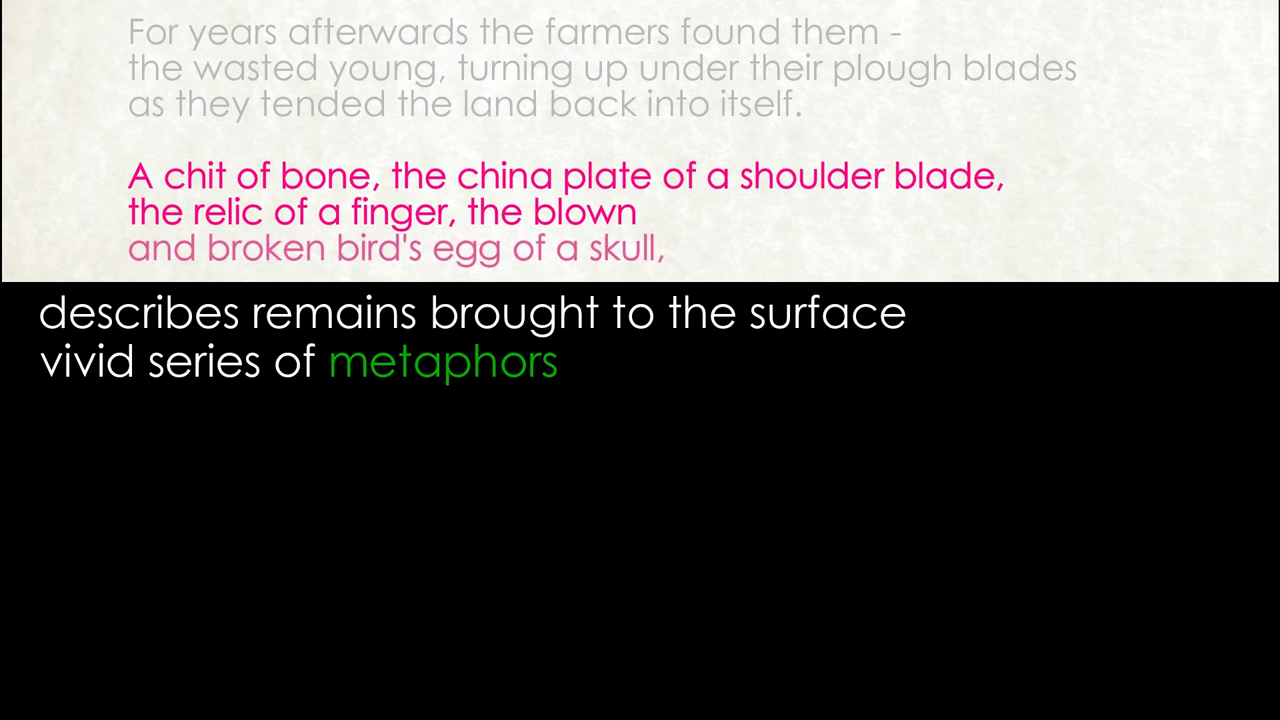 For years afterwards the farmers found them -
the wasted young, turning up under their plough blades
as they tended the land back into itself.
A chit of bone, the china plate of a shoulder blade,
the relic of a finger, the blown
and broken bird's egg of a skull,
describes remains brought to the surface
vivid series of metaphors